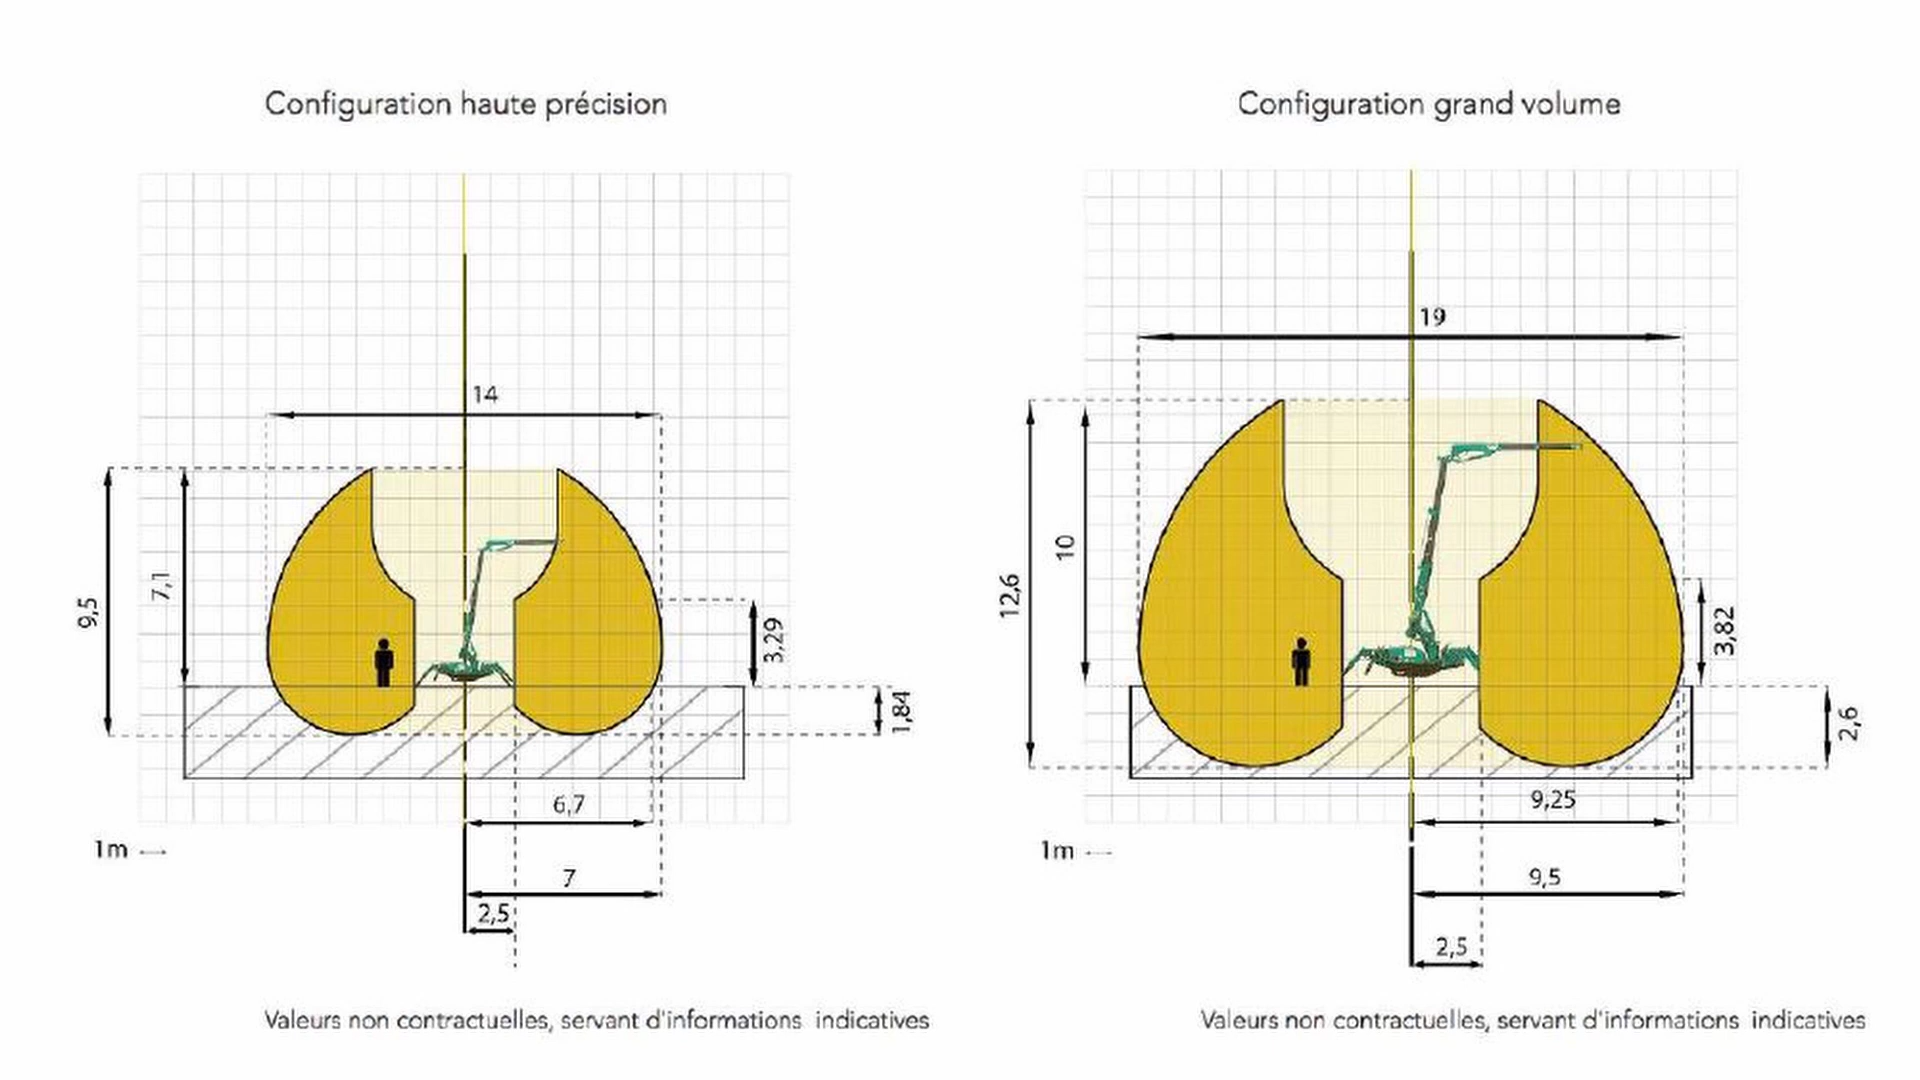 Configuration haute précision
14
9,5
7,1
3,29
1,84
6,7
1m
7
2,5
Valeurs non contractuelles, servant d'informations indicatives
Configuration grand volume
19
12,6
10
3,82
2,6
9,25
1m
9,5
2,5
Valeurs non contractuelles, servant d'informations indicatives